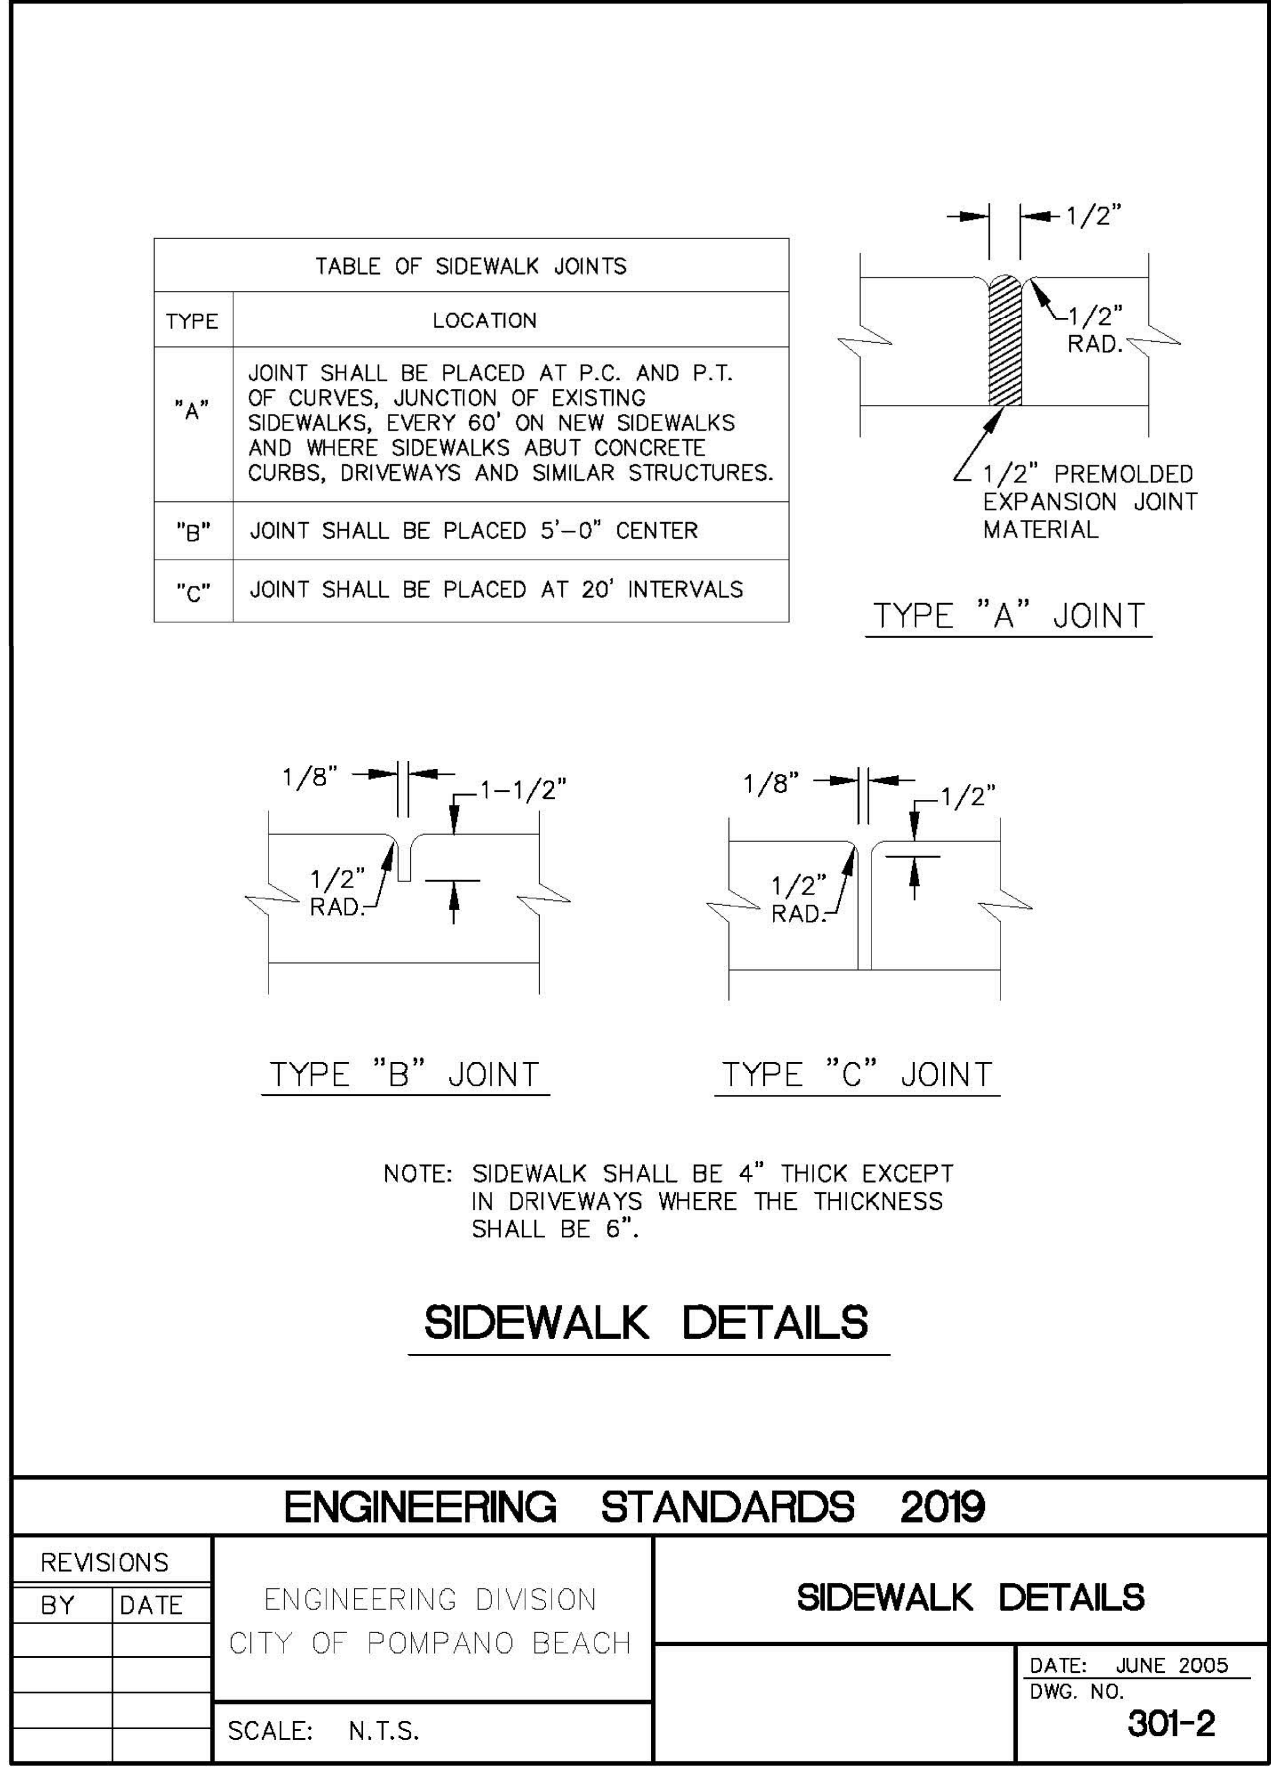 TABLE OF SIDEWALK JOINTS
TYPE LOCATION
"A"
JOINT SHALL BE PLACED AT P.C. AND P.T.
OF CURVES, JUNCTION OF EXISTING
SIDEWALKS, EVERY 60' ON NEW SIDEWALKS
AND WHERE SIDEWALKS ABUT CONCRETE
CURBS, DRIVEWAYS AND SIMILAR STRUCTURES.
"B" JOINT SHALL BE PLACED 5'-0" CENTER
"C" JOINT SHALL BE PLACED AT 20' INTERVALS
1/2"
1/2"
RAD.
1/2" PREMOLDED
EXPANSION JOINT
MATERIAL
TYPE "A" JOINT
1/8"
1-1/2"
1/2"
RAD.
TYPE "B" JOINT
1/8"
1/2"
1/2"
RAD.
TYPE "C" JOINT
NOTE: SIDEWALK SHALL BE 4" THICK EXCEPT
IN DRIVEWAYS WHERE THE THICKNESS
SHALL BE 6".
SIDEWALK DETAILS
ENGINEERING STANDARDS 2019
REVISIONS
BY DATE
ENGINEERING DIVISION
CITY OF POMPANO BEACH
SCALE: N.T.S.
SIDEWALK DETAILS
DATE: JUNE 2005
DWG. NO.
301-2